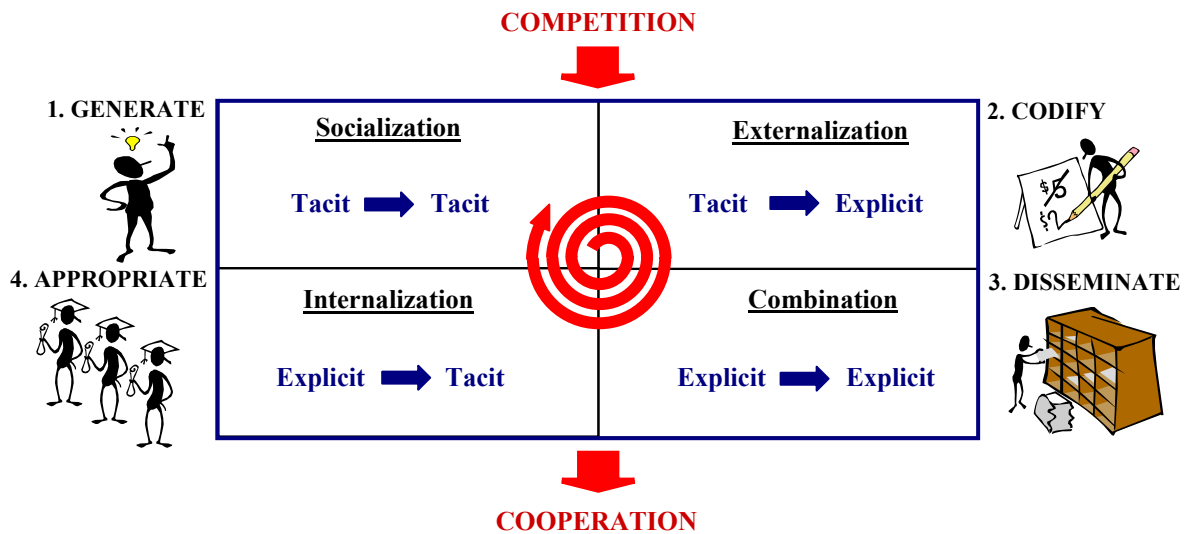 COMPETITION
1. GENERATE
2. CODIFY
Socialization
Externalization
Tacit Tacit
Tacit Explicit
4. APPROPRIATE
3. DISSEMINATE
Internalization
Combination
Explicit Tacit
Explicit Explicit
COOPERATION